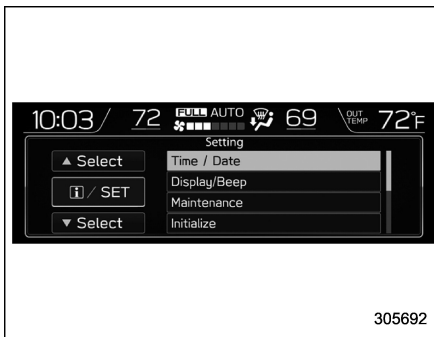 10:03 72 FULL AUTO 69 OUT TEMP 72°F
Setting
▲ Select
Time / Date
i / SET
Display/Beep
Maintenance
▼ Select
Initialize
305692